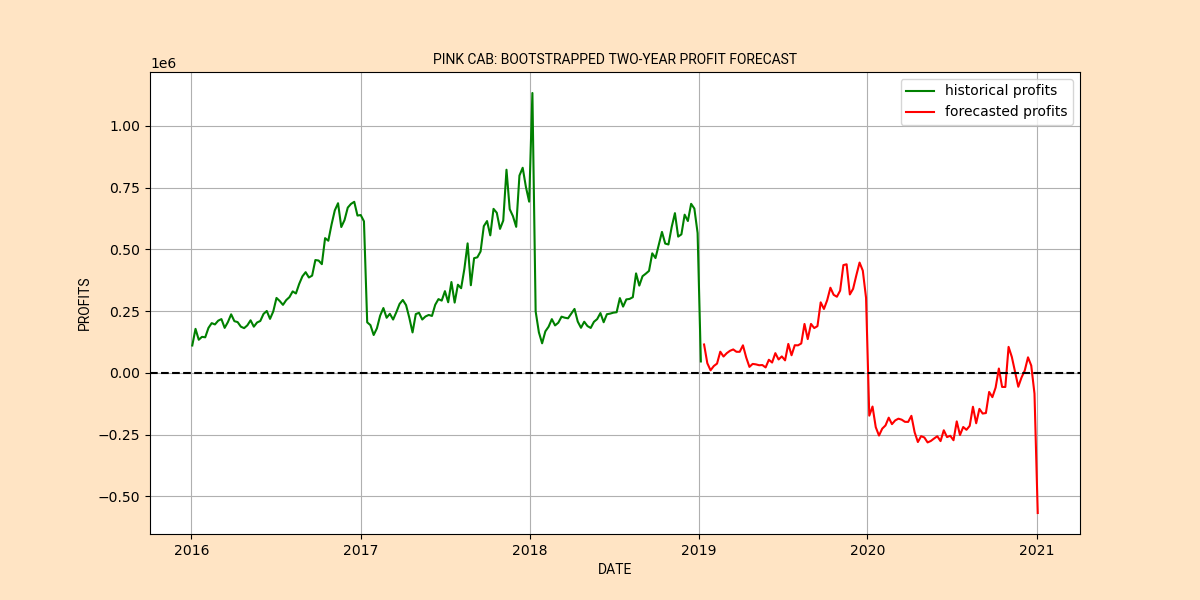 PINK CAB: BOOTSTRAPPED TWO-YEAR PROFIT FORECAST
1e6
historical profits
forecasted profits
1.00
0.75
0.50
0.25
0.00
−0.25
−0.50
PROFITS
2016 2017 2018 2019 2020 2021
DATE